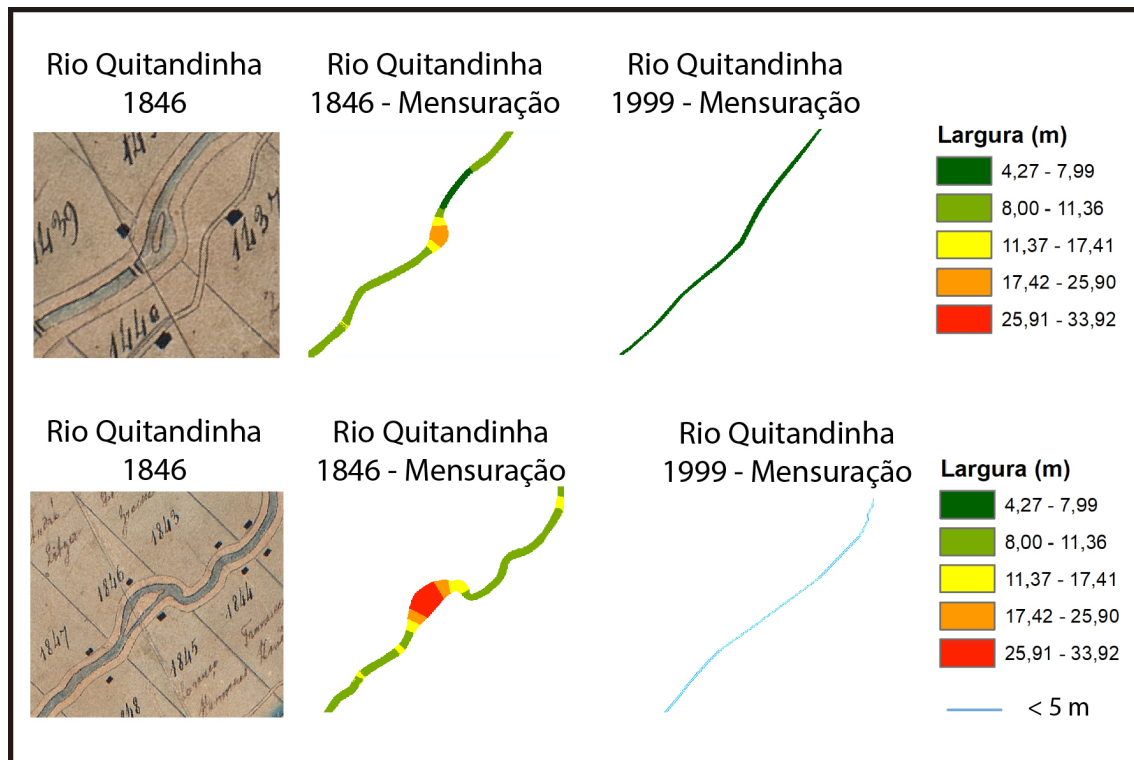 Rio Quitandinha
1846
Rio Quitandinha
1846 - Mensuração
Rio Quitandinha
1999 - Mensuração
Largura (m)
4,27 - 7,99
8,00 - 11,36
11,37 - 17,41
17,42 - 25,90
25,91 - 33,92
Rio Quitandinha
1846
Rio Quitandinha
1846 - Mensuração
Rio Quitandinha
1999 - Mensuração
1843
1846
1844
1847
1845
Largura (m)
4,27 - 7,99
8,00 - 11,36
11,37 - 17,41
17,42 - 25,90
25,91 - 33,92
< 5 m